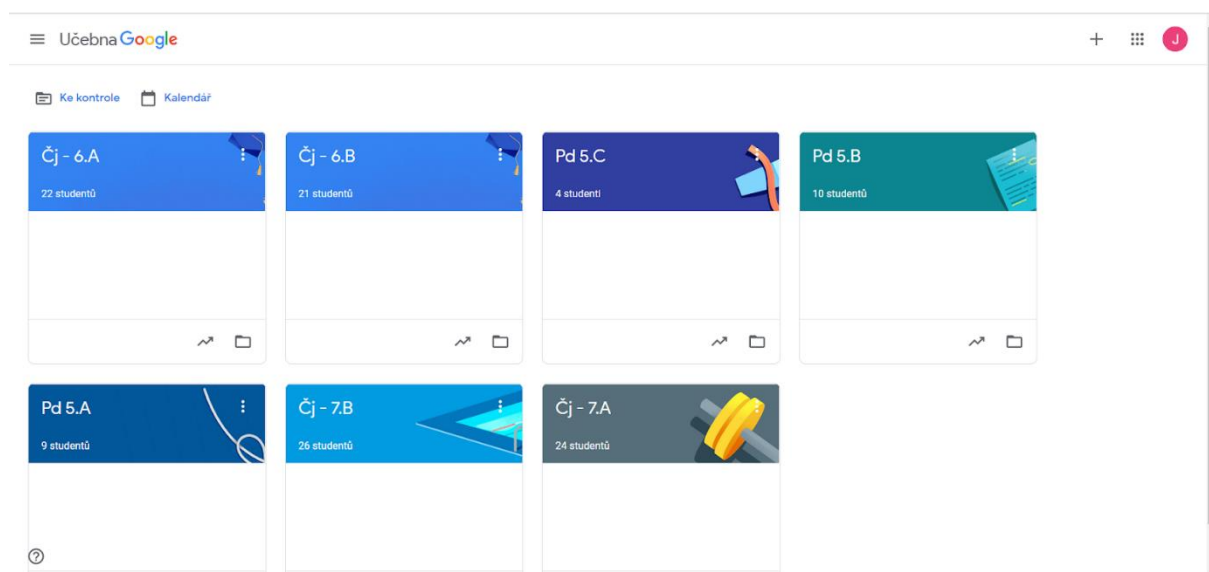 Učebna Google
J
Ke kontrole Kalendář
Čj - 6.A
22 studentů
Čj - 6.B
21 studentů
Pd 5.C
4 studenti
Pd 5.B
10 studentů
Pd 5.A
9 studentů
Čj - 7.B
26 studentů
Čj - 7.A
24 studentů